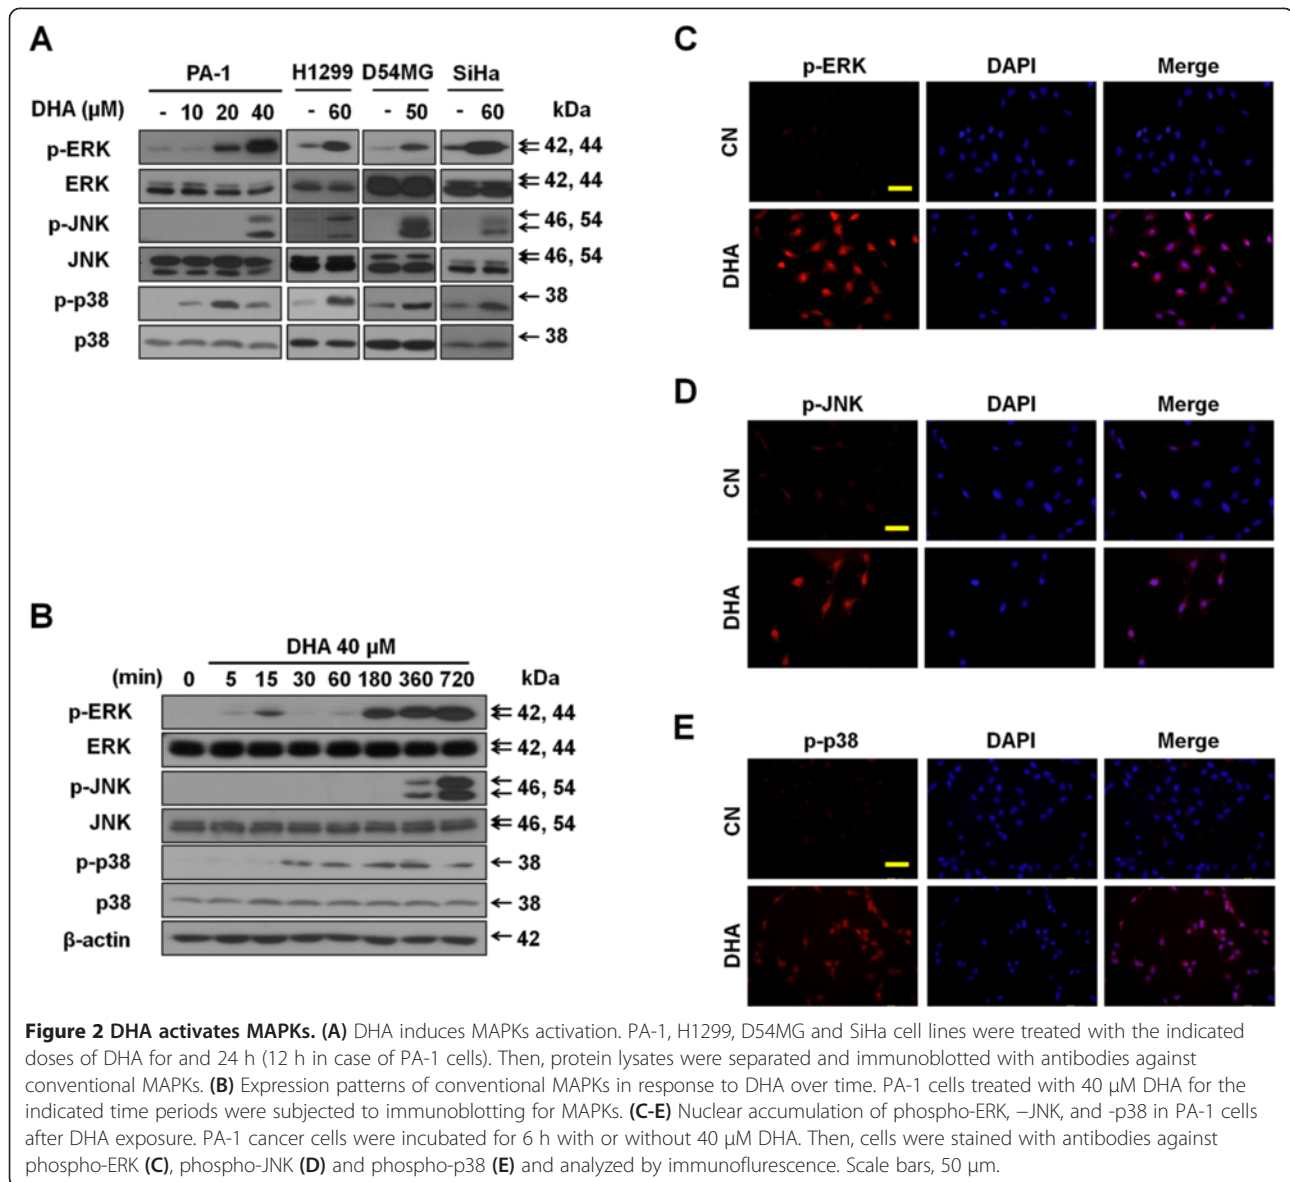 A
PA-1 H1299 D54MG SiHa
DHA (µM) - 10 20 40 - 60 - 50 - 60 kDa
p-ERK 42, 44
ERK 42, 44
p-JNK 46, 54
JNK 46, 54
p-p38 38
p38 38
B
DHA 40 µM
(min) 0 5 15 30 60 180 360 720 kDa
p-ERK 42, 44
ERK 42, 44
p-JNK 46, 54
JNK 46, 54
p-p38 38
p38 38
β-actin 42
C
p-ERK DAPI Merge
CN
DHA
D
p-JNK DAPI Merge
CN
DHA
E
p-p38 DAPI Merge
CN
DHA
Figure 2 DHA activates MAPKs. (A) DHA induces MAPKs activation. PA-1, H1299, D54MG and SiHa cell lines were treated with the indicated
doses of DHA for and 24 h (12 h in case of PA-1 cells). Then, protein lysates were separated and immunoblotted with antibodies against
conventional MAPKs. (B) Expression patterns of conventional MAPKs in response to DHA over time. PA-1 cells treated with 40 µM DHA for the
indicated time periods were subjected to immunoblotting for MAPKs. (C-E) Nuclear accumulation of phospho-ERK, –JNK, and -p38 in PA-1 cells
after DHA exposure. PA-1 cancer cells were incubated for 6 h with or without 40 µM DHA. Then, cells were stained with antibodies against
phospho-ERK (C), phospho-JNK (D) and phospho-p38 (E) and analyzed by immunoflurescence. Scale bars, 50 µm.